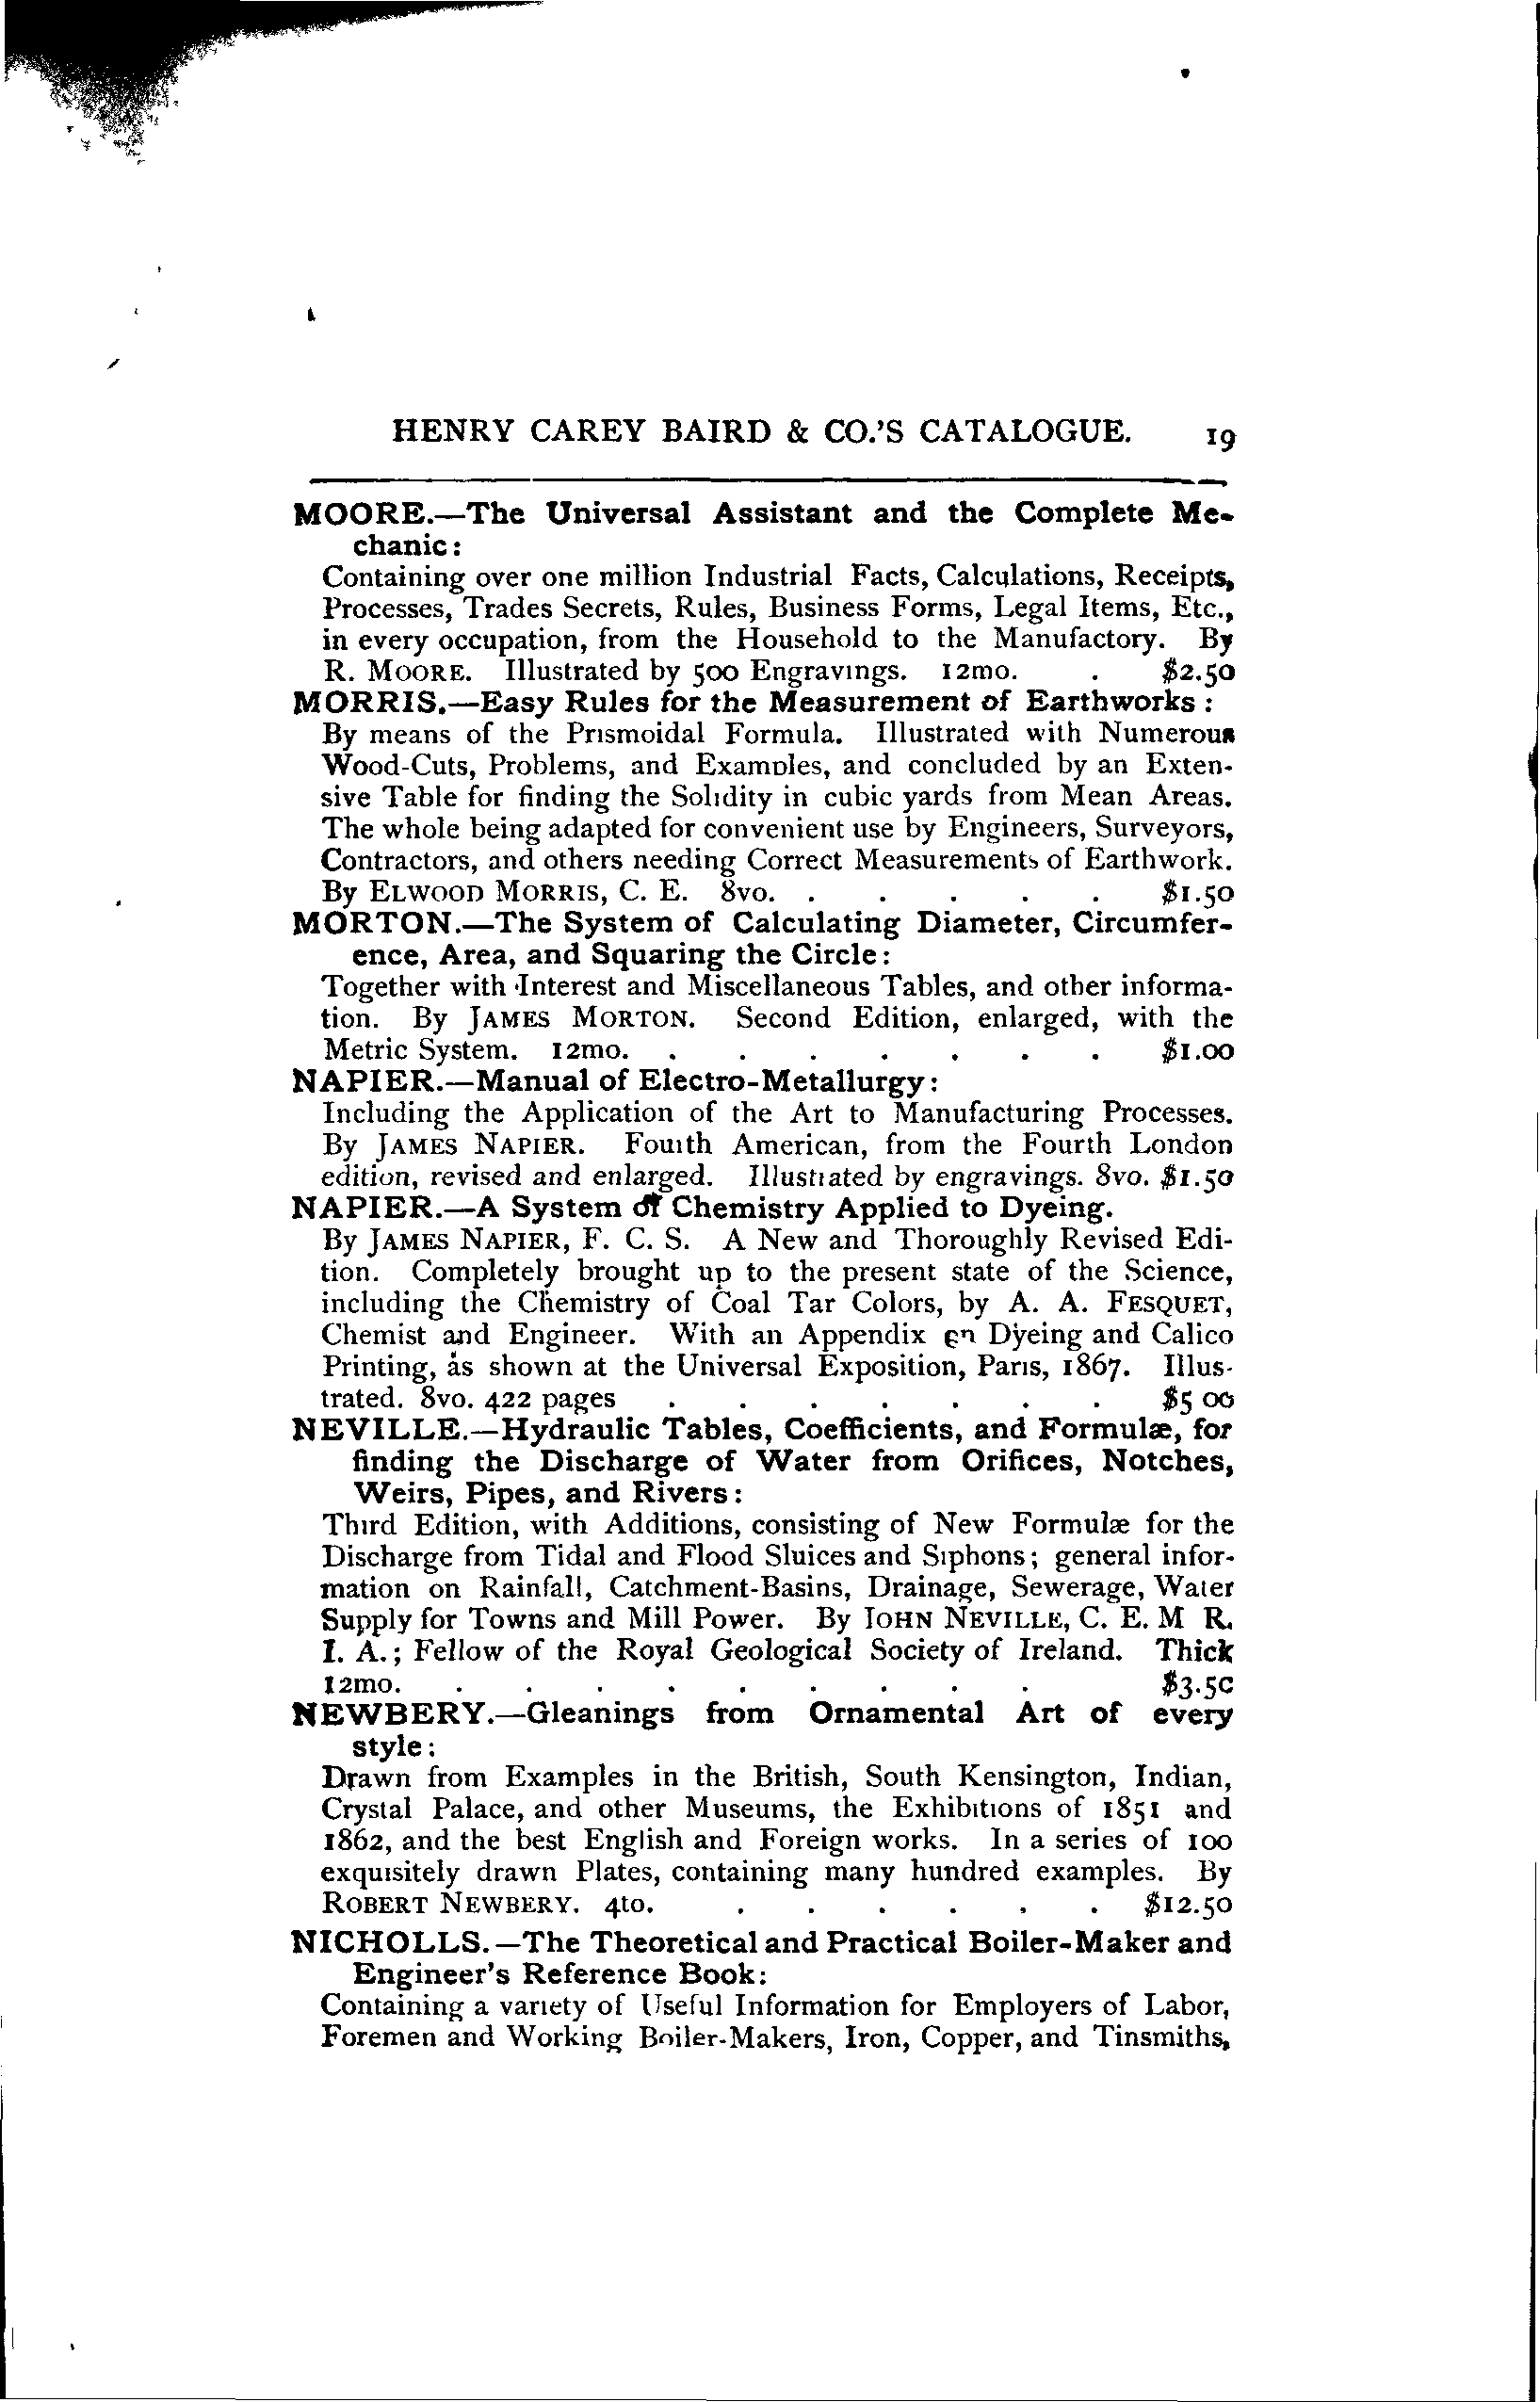 HENRY CAREY BAIRD & CO.'S CATALOGUE. 19
MOORE.—The Universal Assistant and the Complete Me-
chanic:
Containing over one million Industrial Facts, Calculations, Receipts,
Processes, Trades Secrets, Rules, Business Forms, Legal Items, Etc.,
in every occupation, from the Household to the Manufactory. By
R. MOORE. Illustrated by 500 Engravings. 12mo. . $2.50
MORRIS.—Easy Rules for the Measurement of Earthworks:
By means of the Prismoidal Formula. Illustrated with Numerous
Wood-Cuts, Problems, and Examples, and concluded by an Exten-
sive Table for finding the Solidity in cubic yards from Mean Areas.
The whole being adapted for convenient use by Engineers, Surveyors,
Contractors, and others needing Correct Measurements of Earthwork.
By ELWOOD MORRIS, C. E. 8vo. . . . . . $1.50
MORTON.—The System of Calculating Diameter, Circumfer-
ence, Area, and Squaring the Circle:
Together with Interest and Miscellaneous Tables, and other informa-
tion. By JAMES MORTON. Second Edition, enlarged, with the
Metric System. 12mo. . . . . . . . $1.00
NAPIER.—Manual of Electro-Metallurgy:
Including the Application of the Art to Manufacturing Processes.
By JAMES NAPIER. Fourth American, from the Fourth London
edition, revised and enlarged. Illustrated by engravings. 8vo. $1.50
NAPIER.—A System of Chemistry Applied to Dyeing.
By JAMES NAPIER, F. C. S. A New and Thoroughly Revised Edi-
tion. Completely brought up to the present state of the Science,
including the Chemistry of Coal Tar Colors, by A. A. FESQUET,
Chemist and Engineer. With an Appendix on Dyeing and Calico
Printing, as shown at the Universal Exposition, Paris, 1867. Illus-
trated. 8vo. 422 pages . . . . . . . $5 00
NEVILLE.—Hydraulic Tables, Coefficients, and Formulæ, for
finding the Discharge of Water from Orifices, Notches,
Weirs, Pipes, and Rivers:
Third Edition, with Additions, consisting of New Formulæ for the
Discharge from Tidal and Flood Sluices and Siphons; general infor-
mation on Rainfall, Catchment-Basins, Drainage, Sewerage, Water
Supply for Towns and Mill Power. By JOHN NEVILLE, C. E. M R.
I. A.; Fellow of the Royal Geological Society of Ireland. Thick
12mo. . . . . . . . . . $3.50
NEWBERY.—Gleanings from Ornamental Art of every
style:
Drawn from Examples in the British, South Kensington, Indian,
Crystal Palace, and other Museums, the Exhibitions of 1851 and
1862, and the best English and Foreign works. In a series of 100
exquisitely drawn Plates, containing many hundred examples. By
ROBERT NEWBERY. 4to. . . . . . . $12.50
NICHOLLS.—The Theoretical and Practical Boiler-Maker and
Engineer's Reference Book:
Containing a variety of Useful Information for Employers of Labor,
Foremen and Working Boiler-Makers, Iron, Copper, and Tinsmiths,